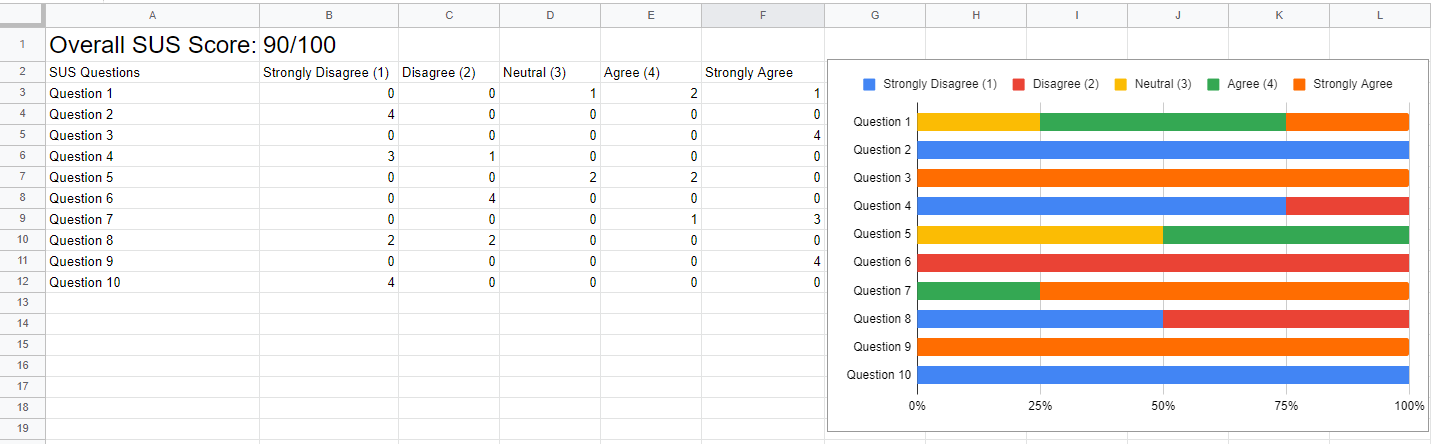 A B C D E F G H I J K L
1 Overall SUS Score: 90/100
2 SUS Questions Strongly Disagree (1) Disagree (2) Neutral (3) Agree (4) Strongly Agree
3 Question 1 0 0 1 2 1
4 Question 2 4 0 0 0 0
5 Question 3 0 0 0 0 4
6 Question 4 3 1 0 0 0
7 Question 5 0 0 2 2 0
8 Question 6 0 4 0 0 0
9 Question 7 0 0 0 1 3
10 Question 8 2 2 0 0 0
11 Question 9 0 0 0 0 4
12 Question 10 4 0 0 0 0
13
14
15
16
17
18
19
Strongly Disagree (1) Disagree (2) Neutral (3) Agree (4) Strongly Agree
Question 1
Question 2
Question 3
Question 4
Question 5
Question 6
Question 7
Question 8
Question 9
Question 10
0% 25% 50% 75% 100%